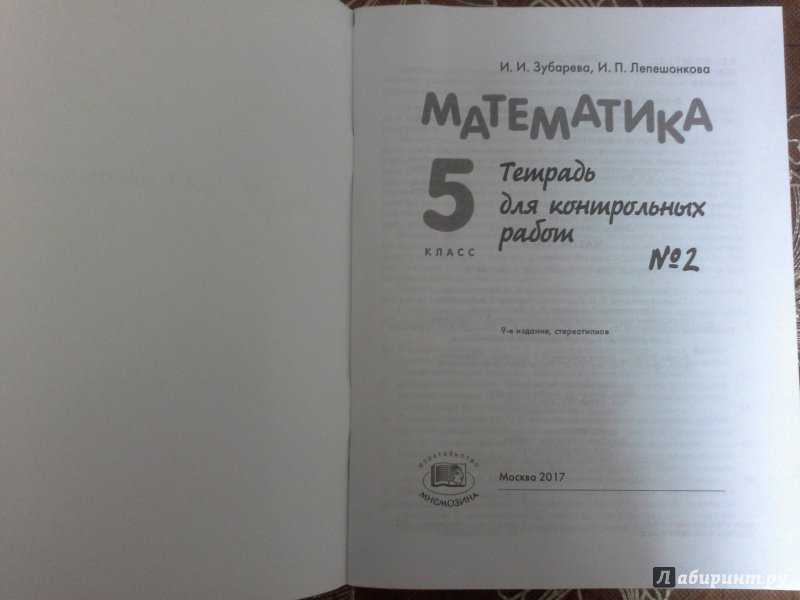 И. И. Зубарева, И. П. Лепешонкова
МАТЕМАТИКА
5
КЛАСС
Тетрадь
для контрольных
работ
№2
9-е издание, стереотипное
ИЗДАТЕЛЬСТВО
МНЕМОЗИНА
Москва 2017
Лабиринт.ру